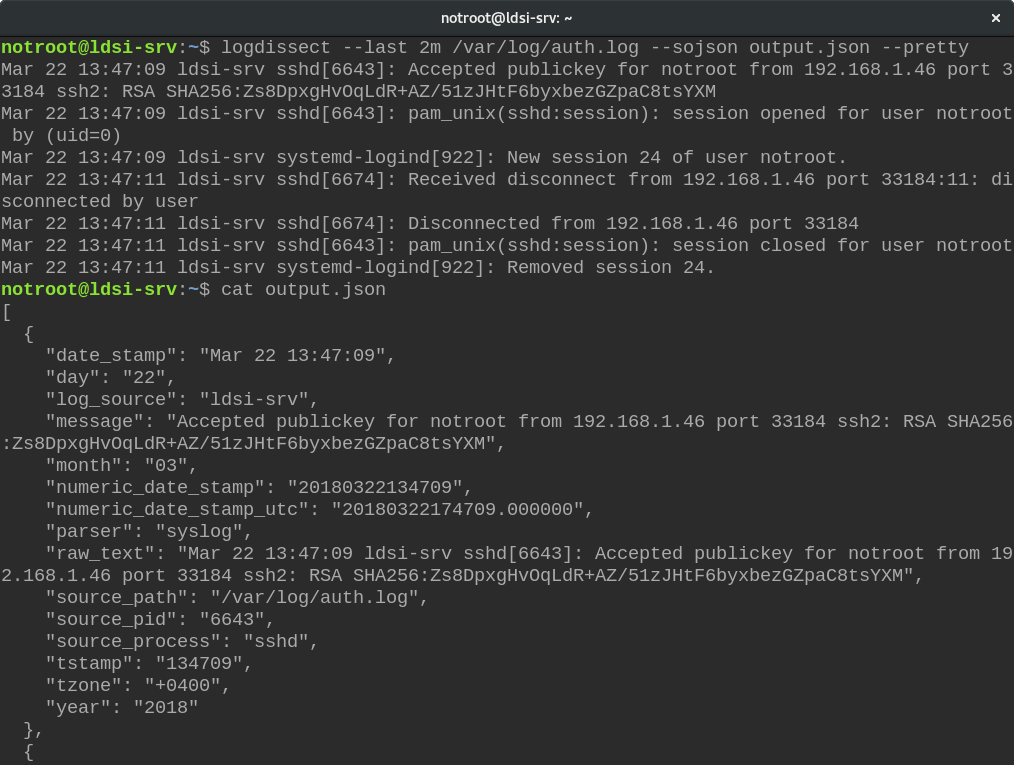 notroot@ldsi-srv: ~ ×
notroot@ldsi-srv:~$ logdissect --last 2m /var/log/auth.log --sojson output.json --pretty
Mar 22 13:47:09 ldsi-srv sshd[6643]: Accepted publickey for notroot from 192.168.1.46 port 3
3184 ssh2: RSA SHA256:Zs8DpxgHvOqLdR+AZ/51zJHtF6byxbezGZpaC8tsYXM
Mar 22 13:47:09 ldsi-srv sshd[6643]: pam_unix(sshd:session): session opened for user notroot
 by (uid=0)
Mar 22 13:47:09 ldsi-srv systemd-logind[922]: New session 24 of user notroot.
Mar 22 13:47:11 ldsi-srv sshd[6674]: Received disconnect from 192.168.1.46 port 33184:11: di
sconnected by user
Mar 22 13:47:11 ldsi-srv sshd[6674]: Disconnected from 192.168.1.46 port 33184
Mar 22 13:47:11 ldsi-srv sshd[6643]: pam_unix(sshd:session): session closed for user notroot
Mar 22 13:47:11 ldsi-srv systemd-logind[922]: Removed session 24.
notroot@ldsi-srv:~$ cat output.json
[
  {
    "date_stamp": "Mar 22 13:47:09",
    "day": "22",
    "log_source": "ldsi-srv",
    "message": "Accepted publickey for notroot from 192.168.1.46 port 33184 ssh2: RSA SHA256
:Zs8DpxgHvOqLdR+AZ/51zJHtF6byxbezGZpaC8tsYXM",
    "month": "03",
    "numeric_date_stamp": "20180322134709",
    "numeric_date_stamp_utc": "20180322174709.000000",
    "parser": "syslog",
    "raw_text": "Mar 22 13:47:09 ldsi-srv sshd[6643]: Accepted publickey for notroot from 19
2.168.1.46 port 33184 ssh2: RSA SHA256:Zs8DpxgHvOqLdR+AZ/51zJHtF6byxbezGZpaC8tsYXM",
    "source_path": "/var/log/auth.log",
    "source_pid": "6643",
    "source_process": "sshd",
    "tstamp": "134709",
    "tzone": "+0400",
    "year": "2018"
  },
  {